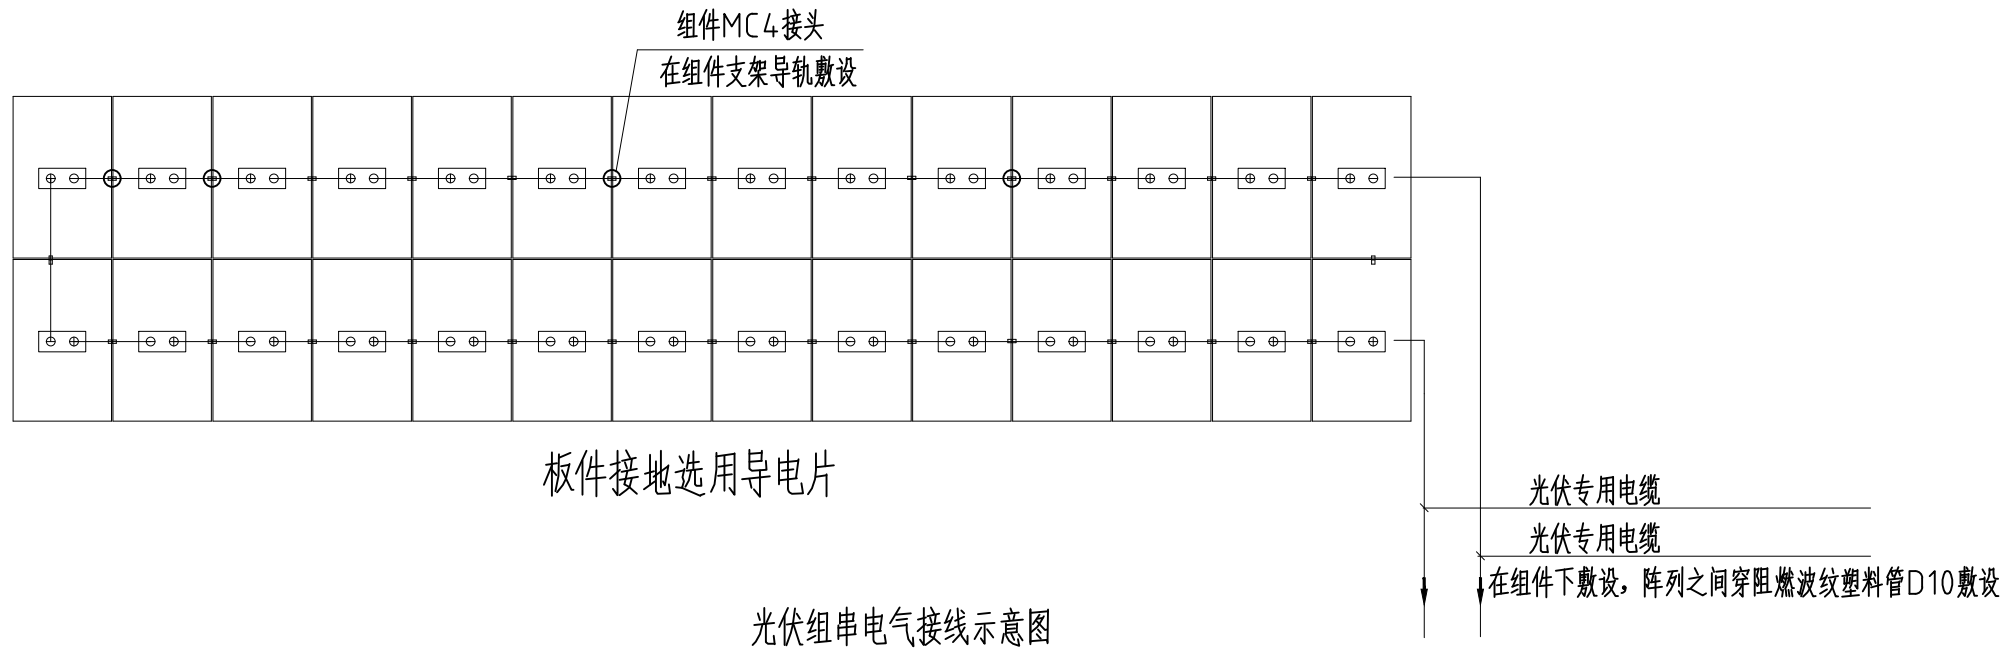 组件MC4接头
在组件支架导轨敷设
板件接地选用导电片
光伏专用电缆
光伏专用电缆
在组件下敷设，阵列之间穿阻燃波纹塑料管D10敷设
光伏组串电气接线示意图